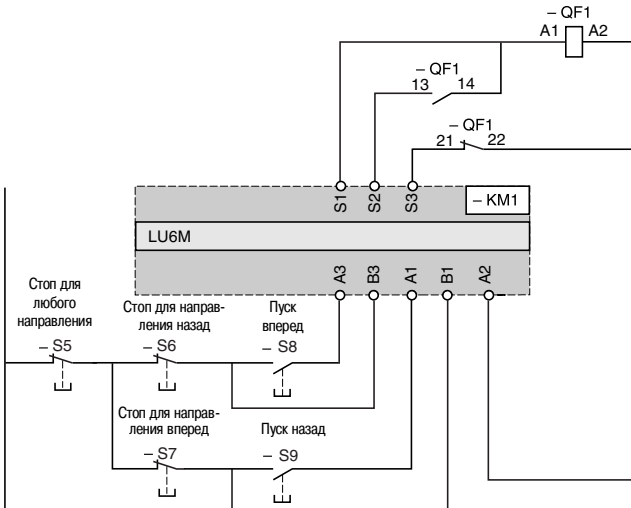 – QF1
A1 A2
– QF1
13 14
– QF1
21 22
S1 S2 S3
– KM1
LU6M
A3 B3 A1 B1 A2
Стоп для
любого
направления
– S5
Стоп для направ-
ления назад
– S6
Пуск
вперед
– S8
Стоп для направ-
ления вперед
– S7
Пуск назад
– S9